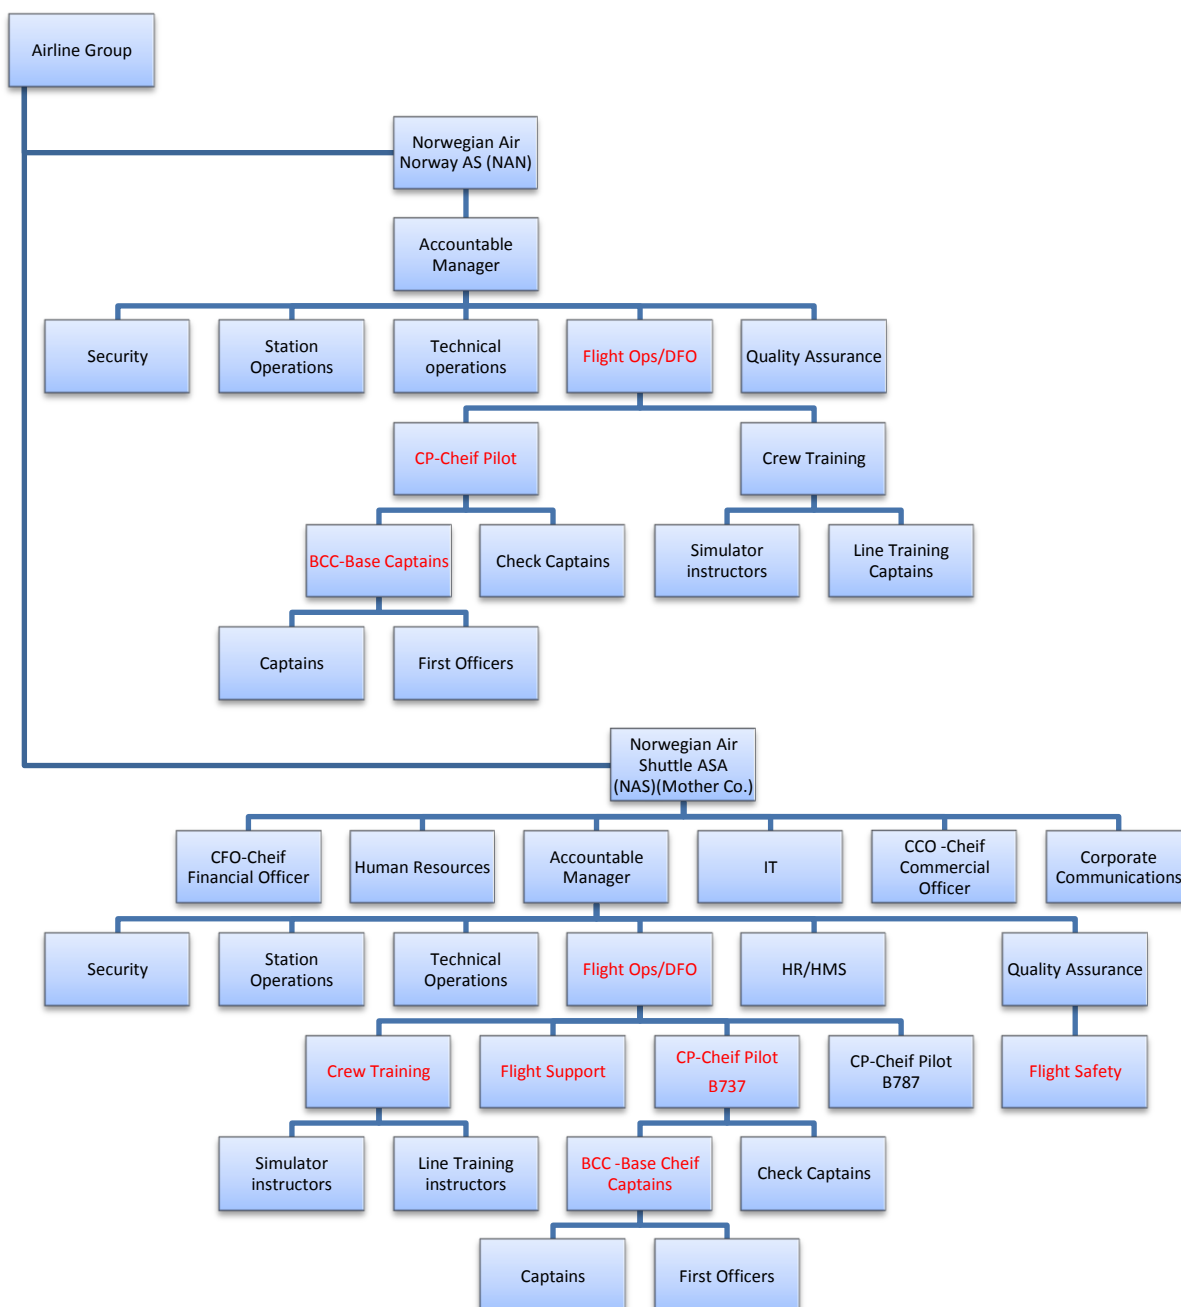 Airline Group
Norwegian Air
Norway AS (NAN)
Accountable
Manager
Security
Station
Operations
Technical
operations
Flight Ops/DFO
Quality Assurance
CP-Cheif Pilot
Crew Training
BCC-Base Captains
Check Captains
Simulator
instructors
Line Training
Captains
Captains
First Officers
Norwegian Air
Shuttle ASA
(NAS)(Mother Co.)
CFO-Cheif
Financial Officer
Human Resources
Accountable
Manager
IT
CCO -Cheif
Commercial
Officer
Corporate
Communications
Security
Station
Operations
Technical
Operations
Flight Ops/DFO
HR/HMS
Quality Assurance
Crew Training
Flight Support
CP-Cheif Pilot
B737
CP-Cheif Pilot
B787
Flight Safety
Simulator
instructors
Line Training
instructors
BCC -Base Cheif
Captains
Check Captains
Captains
First Officers